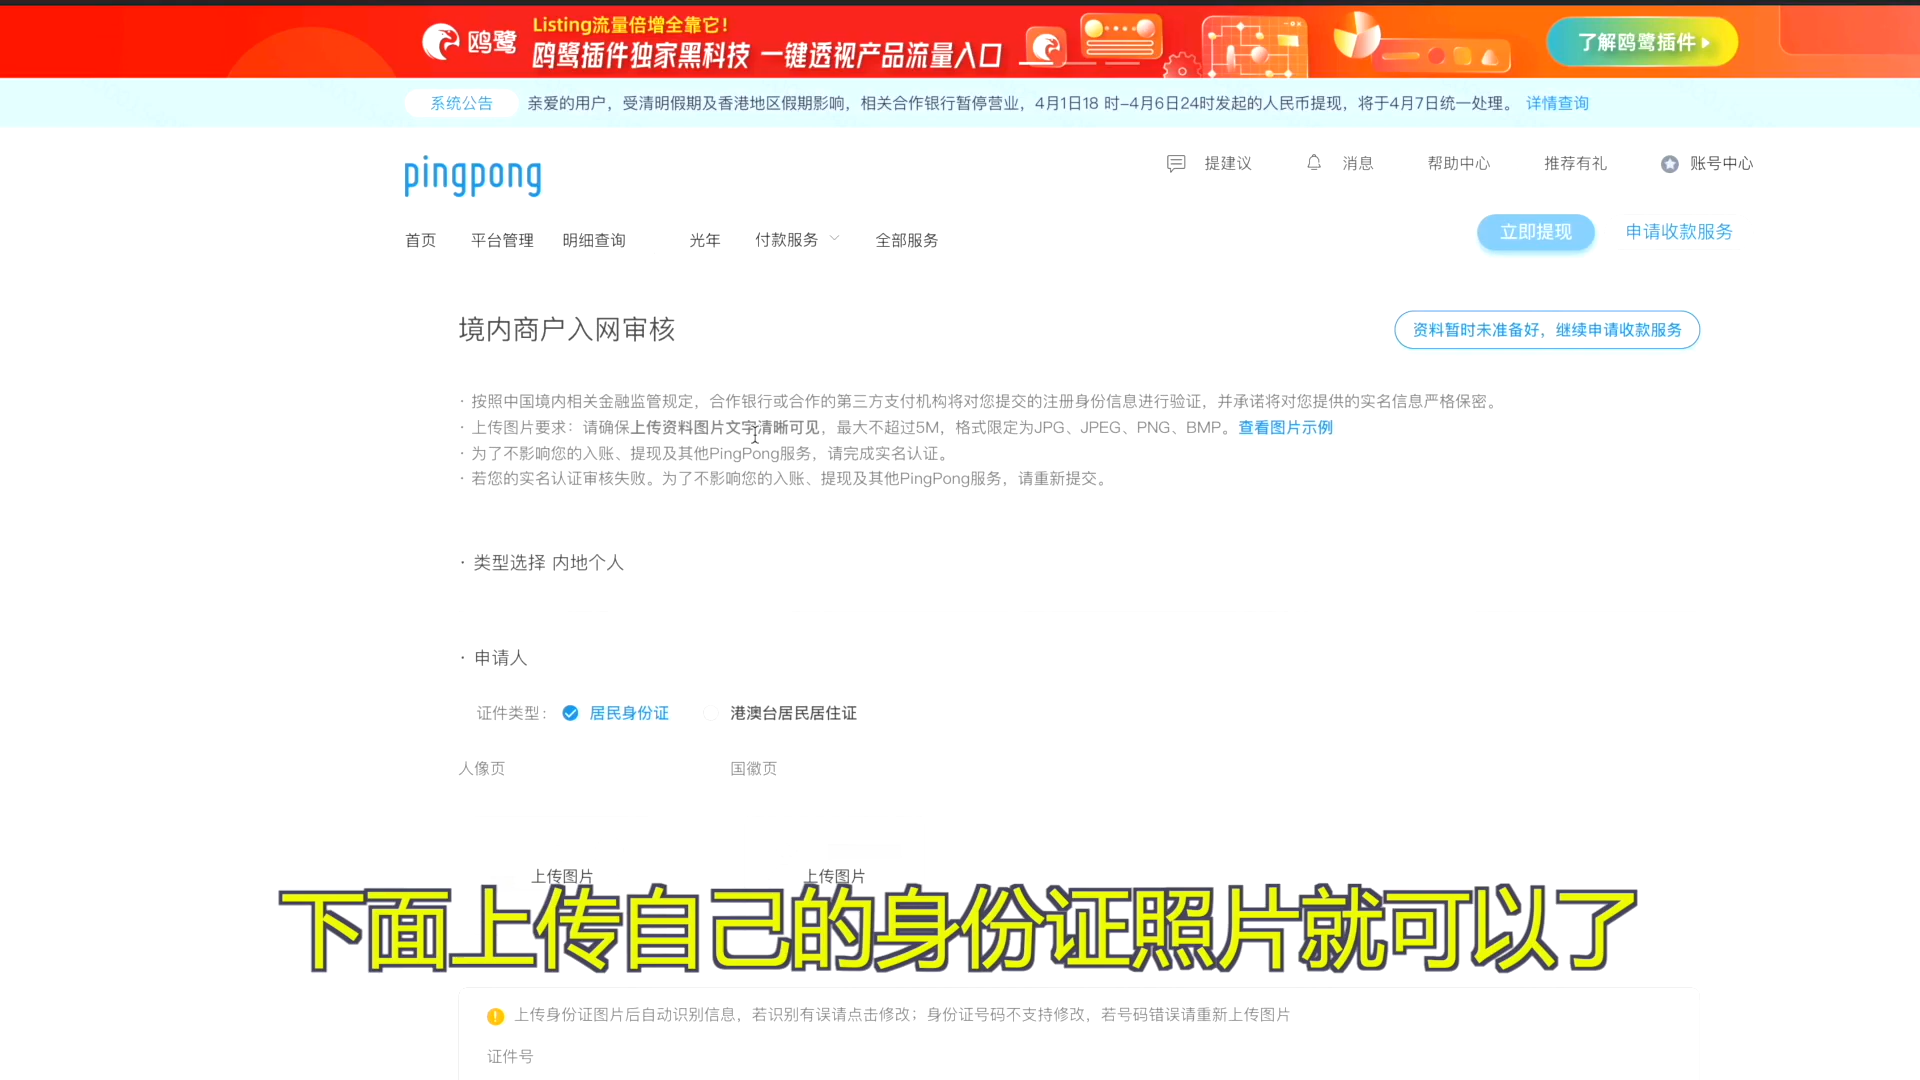 鸥鹭
Listing流量倍增全靠它!
鸥鹭插件独家黑科技 一键透视产品流量入口
了解鸥鹭插件
系统公告
亲爱的用户，受清明假期及香港地区假期影响，相关合作银行暂停营业，4月1日18 时-4月6日24时发起的人民币提现，将于4月7日统一处理。 详情查询
pingpong
提建议
消息
帮助中心
推荐有礼
账号中心
首页
平台管理
明细查询
光年
付款服务
全部服务
立即提现
申请收款服务
境内商户入网审核
资料暂时未准备好，继续申请收款服务
· 按照中国境内相关金融监管规定，合作银行或合作的第三方支付机构将对您提交的注册身份信息进行验证，并承诺将对您提供的实名信息严格保密。
· 上传图片要求：请确保上传资料图片文字清晰可见，最大不超过5M，格式限定为JPG、JPEG、PNG、BMP。查看图片示例
· 为了不影响您的入账、提现及其他PingPong服务，请完成实名认证。
· 若您的实名认证审核失败。为了不影响您的入账、提现及其他PingPong服务，请重新提交。
· 类型选择 内地个人
· 申请人
证件类型： 居民身份证 港澳台居民居住证
人像页
国徽页
上传图片
上传图片
下面上传自己的身份证照片就可以了
上传身份证图片后自动识别信息，若识别有误请点击修改；身份证号码不支持修改，若号码错误请重新上传图片
证件号